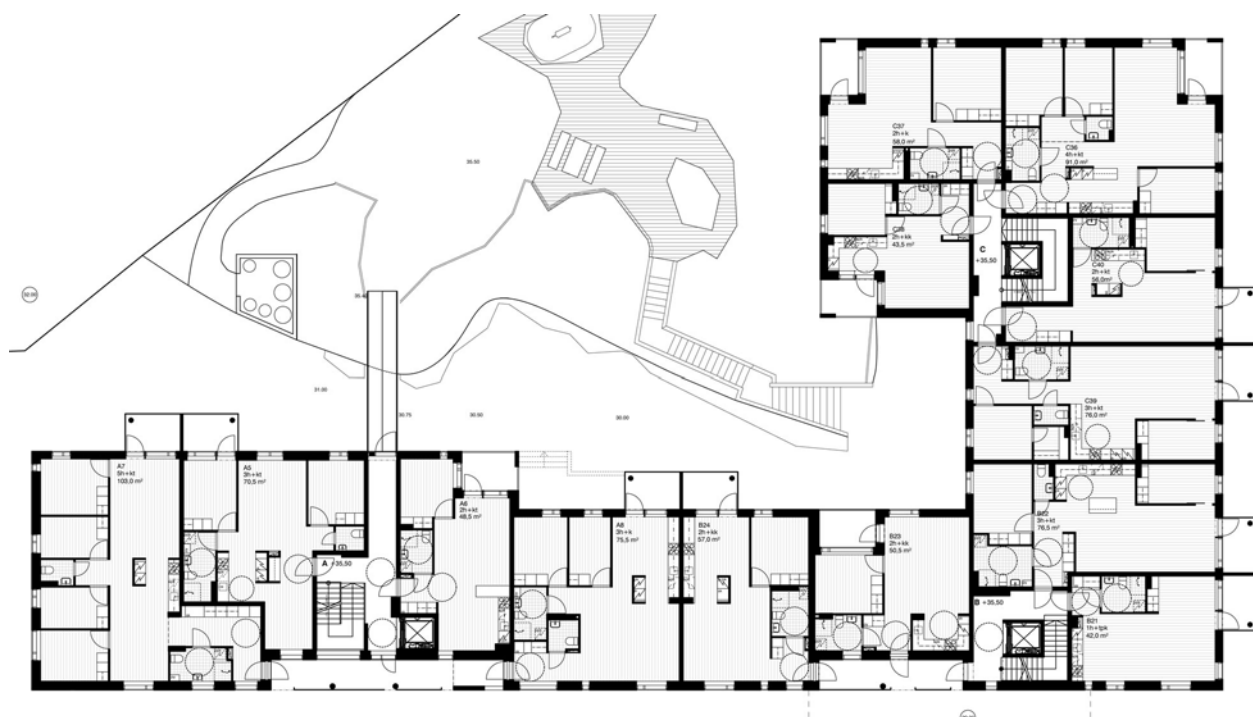 C37
2h+k
58,0 m²
C36
4h+kt
91,0 m²
35.50
C38
2h+kk
43,5 m²
C
+35,50
C40
2h+kt
56,0m²
31.00
30.75
30.50
30.00
C39
3h+kt
76,0 m²
A7
5h+kt
103,0 m²
A5
3h+kt
70,5 m²
A6
2h+kt
48,5 m²
A8
3h+k
75,5 m²
B24
2h+kk
57,0 m²
B23
2h+kk
50,5 m²
B22
3h+kt
76,5 m²
A +35,50
B +35,50
B21
1h+tpk
42,0 m²